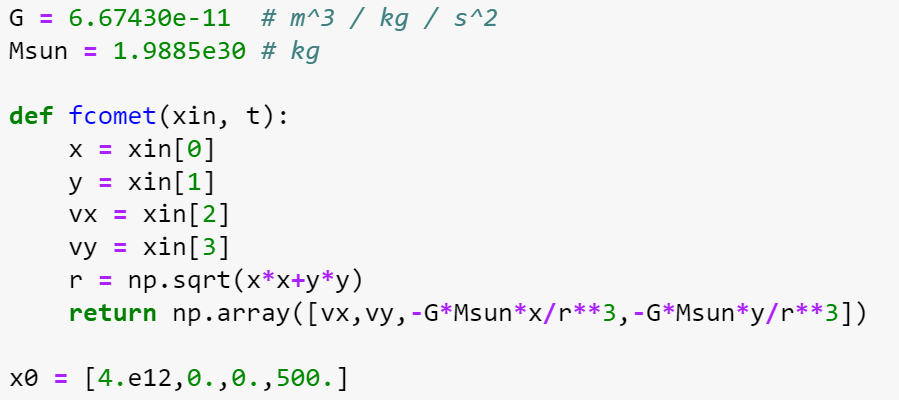 G = 6.67430e-11  # m^3 / kg / s^2
Msun = 1.9885e30 # kg

def fcomet(xin, t):
    x = xin[0]
    y = xin[1]
    vx = xin[2]
    vy = xin[3]
    r = np.sqrt(x*x+y*y)
    return np.array([vx,vy,-G*Msun*x/r**3,-G*Msun*y/r**3])

x0 = [4.e12,0.,0.,500.]